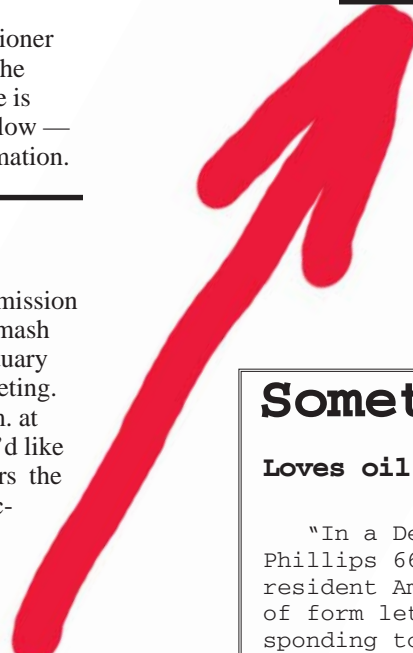 ioner
he
e is
low —
mation.
mission
mash
uary
eting.
n. at
'd like
rs the
c-
Somet
Loves oil
"In a De
Phillips 66
resident An
of form let
sponding to